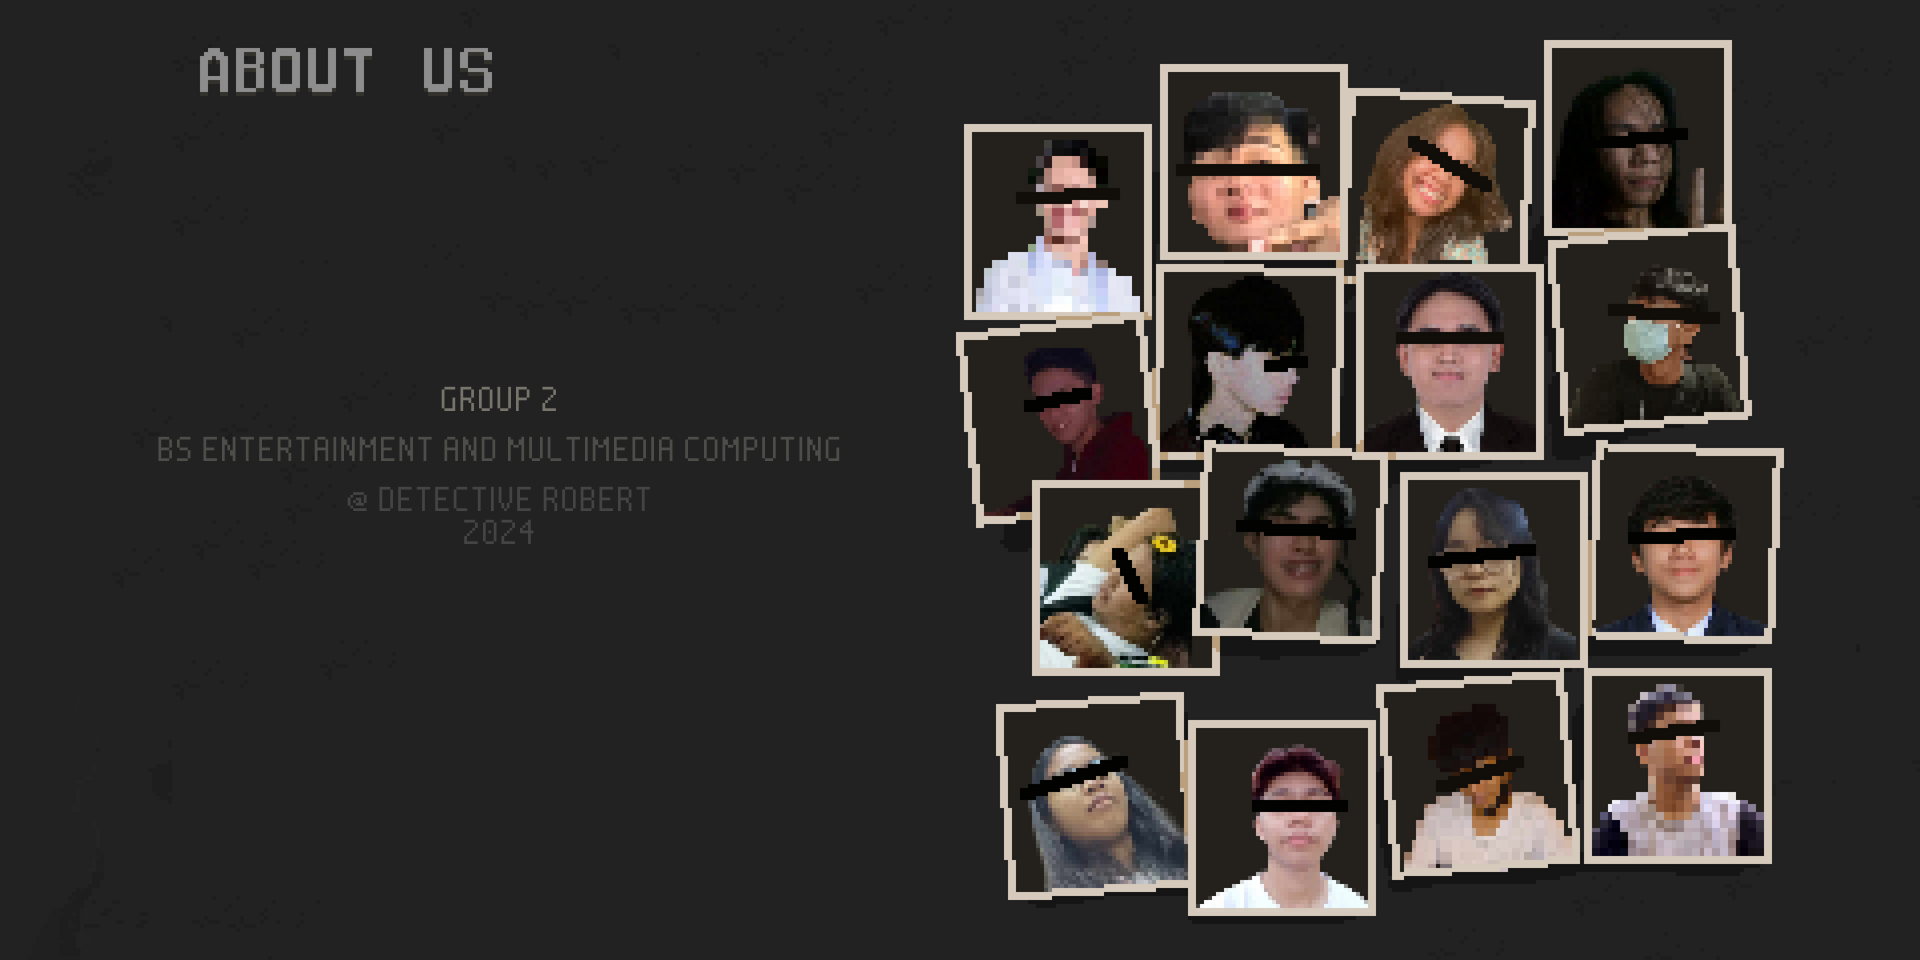 ABOUT US
GROUP 2
BS ENTERTAINMENT AND MULTIMEDIA COMPUTING
@ DETECTIVE ROBERT
2024